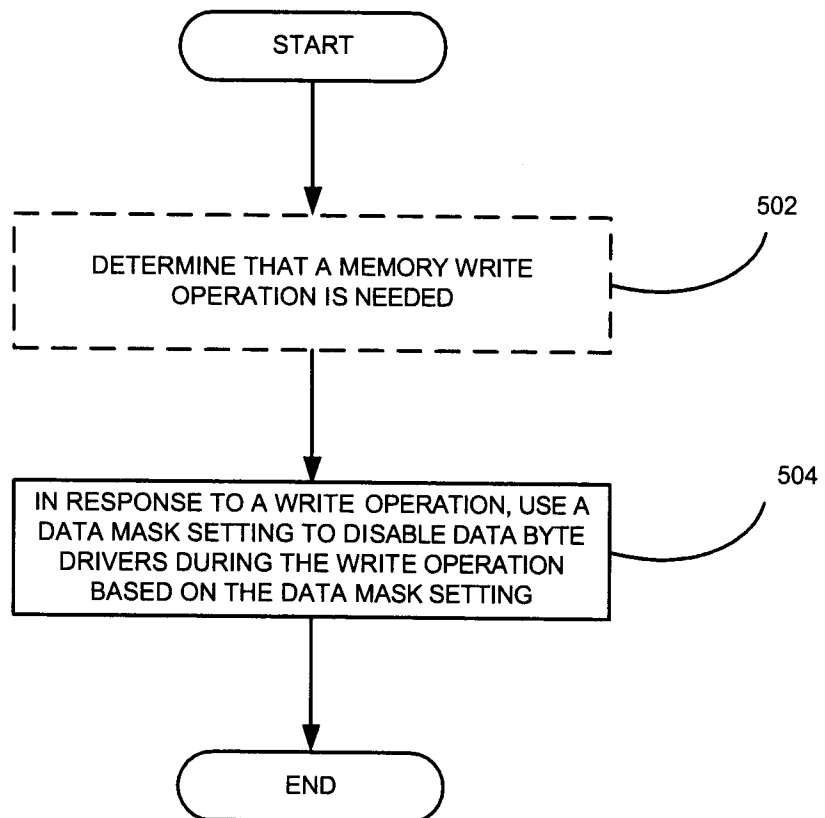 START
502
DETERMINE THAT A MEMORY WRITE
OPERATION IS NEEDED
504
IN RESPONSE TO A WRITE OPERATION, USE A
DATA MASK SETTING TO DISABLE DATA BYTE
DRIVERS DURING THE WRITE OPERATION
BASED ON THE DATA MASK SETTING
END